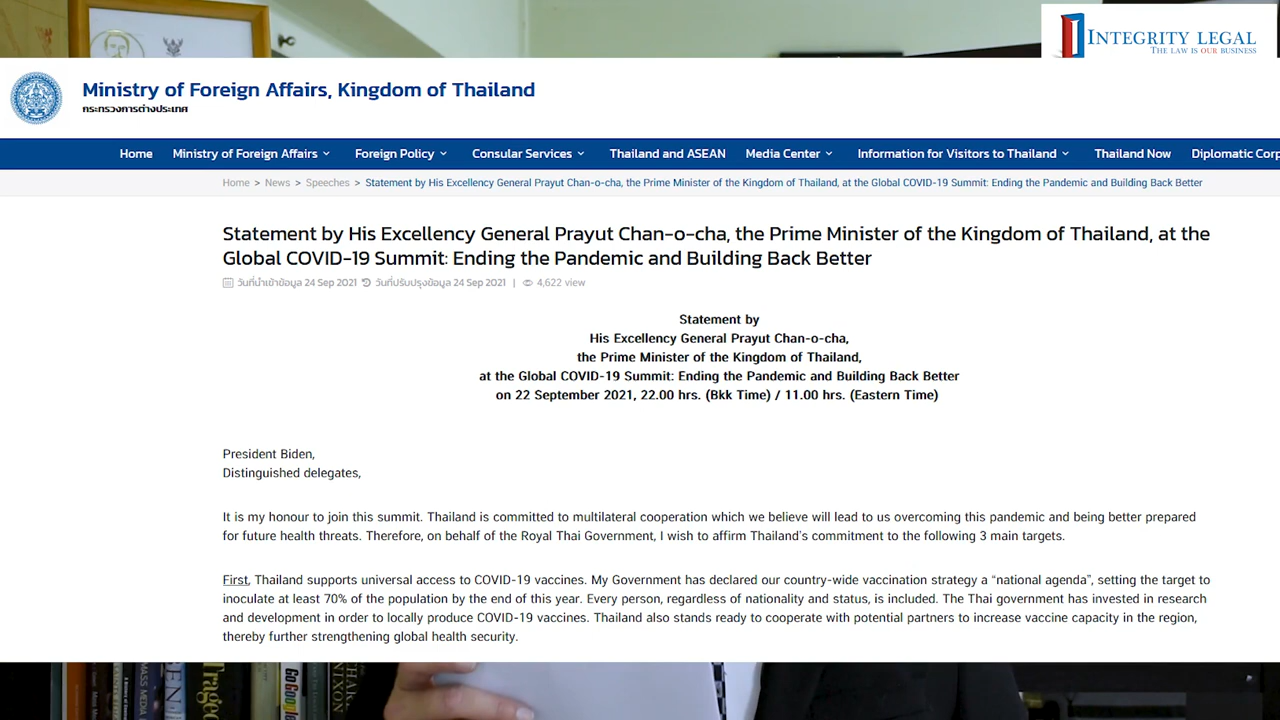 INTEGRITY LEGAL
THE LAW IS OUR BUSINESS
Ministry of Foreign Affairs, Kingdom of Thailand
กระทรวงการต่างประเทศ
Home Ministry of Foreign Affairs Foreign Policy Consular Services Thailand and ASEAN Media Center Information for Visitors to Thailand Thailand Now Diplomatic Corp
Home > News > Speeches > Statement by His Excellency General Prayut Chan-o-cha, the Prime Minister of the Kingdom of Thailand, at the Global COVID-19 Summit: Ending the Pandemic and Building Back Better
Statement by His Excellency General Prayut Chan-o-cha, the Prime Minister of the Kingdom of Thailand, at the
Global COVID-19 Summit: Ending the Pandemic and Building Back Better
วันที่นำเข้าข้อมูล 24 Sep 2021 วันที่ปรับปรุงข้อมูล 24 Sep 2021 | 4,622 view
Statement by
His Excellency General Prayut Chan-o-cha,
the Prime Minister of the Kingdom of Thailand,
at the Global COVID-19 Summit: Ending the Pandemic and Building Back Better
on 22 September 2021, 22.00 hrs. (Bkk Time) / 11.00 hrs. (Eastern Time)
President Biden,
Distinguished delegates,
It is my honour to join this summit. Thailand is committed to multilateral cooperation which we believe will lead to us overcoming this pandemic and being better prepared
for future health threats. Therefore, on behalf of the Royal Thai Government, I wish to affirm Thailand's commitment to the following 3 main targets.
First, Thailand supports universal access to COVID-19 vaccines. My Government has declared our country-wide vaccination strategy a “national agenda”, setting the target to
inoculate at least 70% of the population by the end of this year. Every person, regardless of nationality and status, is included. The Thai government has invested in research
and development in order to locally produce COVID-19 vaccines. Thailand also stands ready to cooperate with potential partners to increase vaccine capacity in the region,
thereby further strengthening global health security.
MASS MEDIA
Traged
GoGo
NIXON